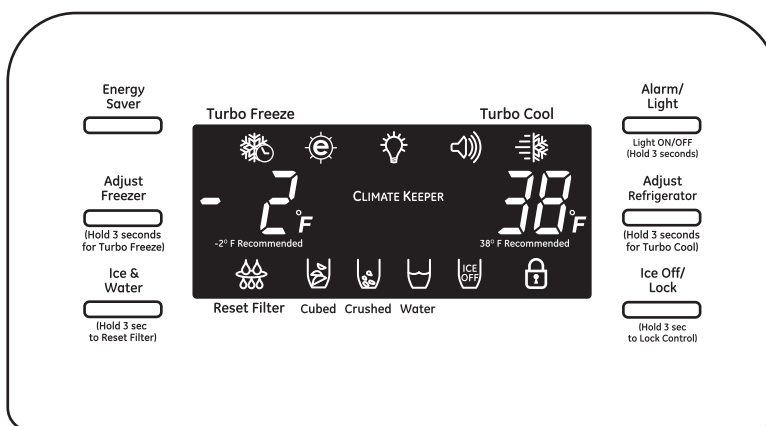 Energy
Saver
Alarm/
Light
Turbo Freeze
Turbo Cool
Light ON/OFF
(Hold 3 seconds)
e
Adjust
Freezer
Adjust
Refrigerator
CLIMATE KEEPER
-2°F
38°F
(Hold 3 seconds
for Turbo Freeze)
-2° F Recommended
38° F Recommended
(Hold 3 seconds
for Turbo Cool)
Ice &
Water
ICE
OFF
Ice Off/
Lock
Reset Filter
Cubed
Crushed
Water
(Hold 3 sec
to Reset Filter)
(Hold 3 sec
to Lock Control)